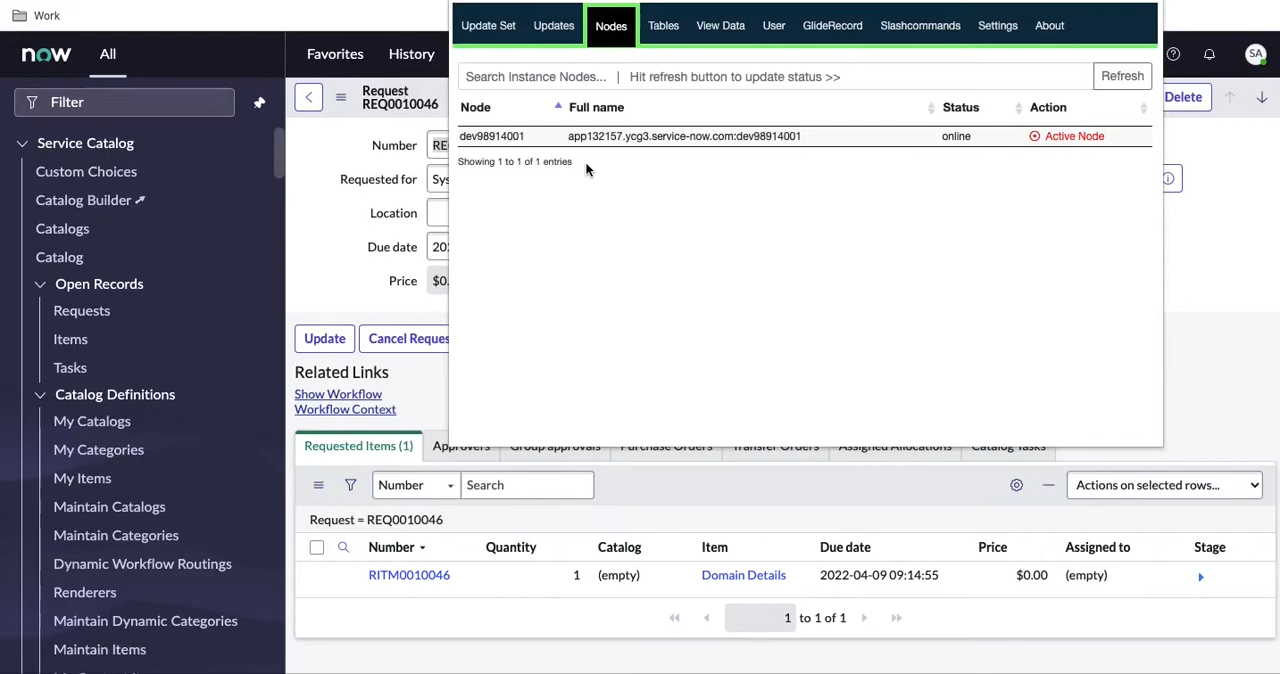 Work
now
All
Favorites
History
SA
Filter
Service Catalog
Custom Choices
Catalog Builder
Catalogs
Catalog
Open Records
Requests
Items
Tasks
Catalog Definitions
My Catalogs
My Categories
My Items
Maintain Catalogs
Maintain Categories
Dynamic Workflow Routings
Renderers
Maintain Dynamic Categories
Maintain Items
Update Set
Updates
Nodes
Tables
View Data
User
GlideRecord
Slashcommands
Settings
About
Search Instance Nodes... | Hit refresh button to update status >>
Refresh
Node
Full name
Status
Action
dev98914001
app132157.ycg3.service-now.com:dev98914001
online
Active Node
Showing 1 to 1 of 1 entries
Request
REQ0010046
Delete
Number
RE
Requested for
Sys
Location
Due date
202
Price
$0.
Update
Cancel Reques
Related Links
Show Workflow
Workflow Context
Requested Items (1)
Approvers
Group approvals
Purchase Orders
Transfer Orders
Assigned Allocations
Catalog Tasks
Number
Search
Actions on selected rows...
Request = REQ0010046
Number
Quantity
Catalog
Item
Due date
Price
Assigned to
Stage
RITM0010046
1
(empty)
Domain Details
2022-04-09 09:14:55
$0.00
(empty)
1 to 1 of 1